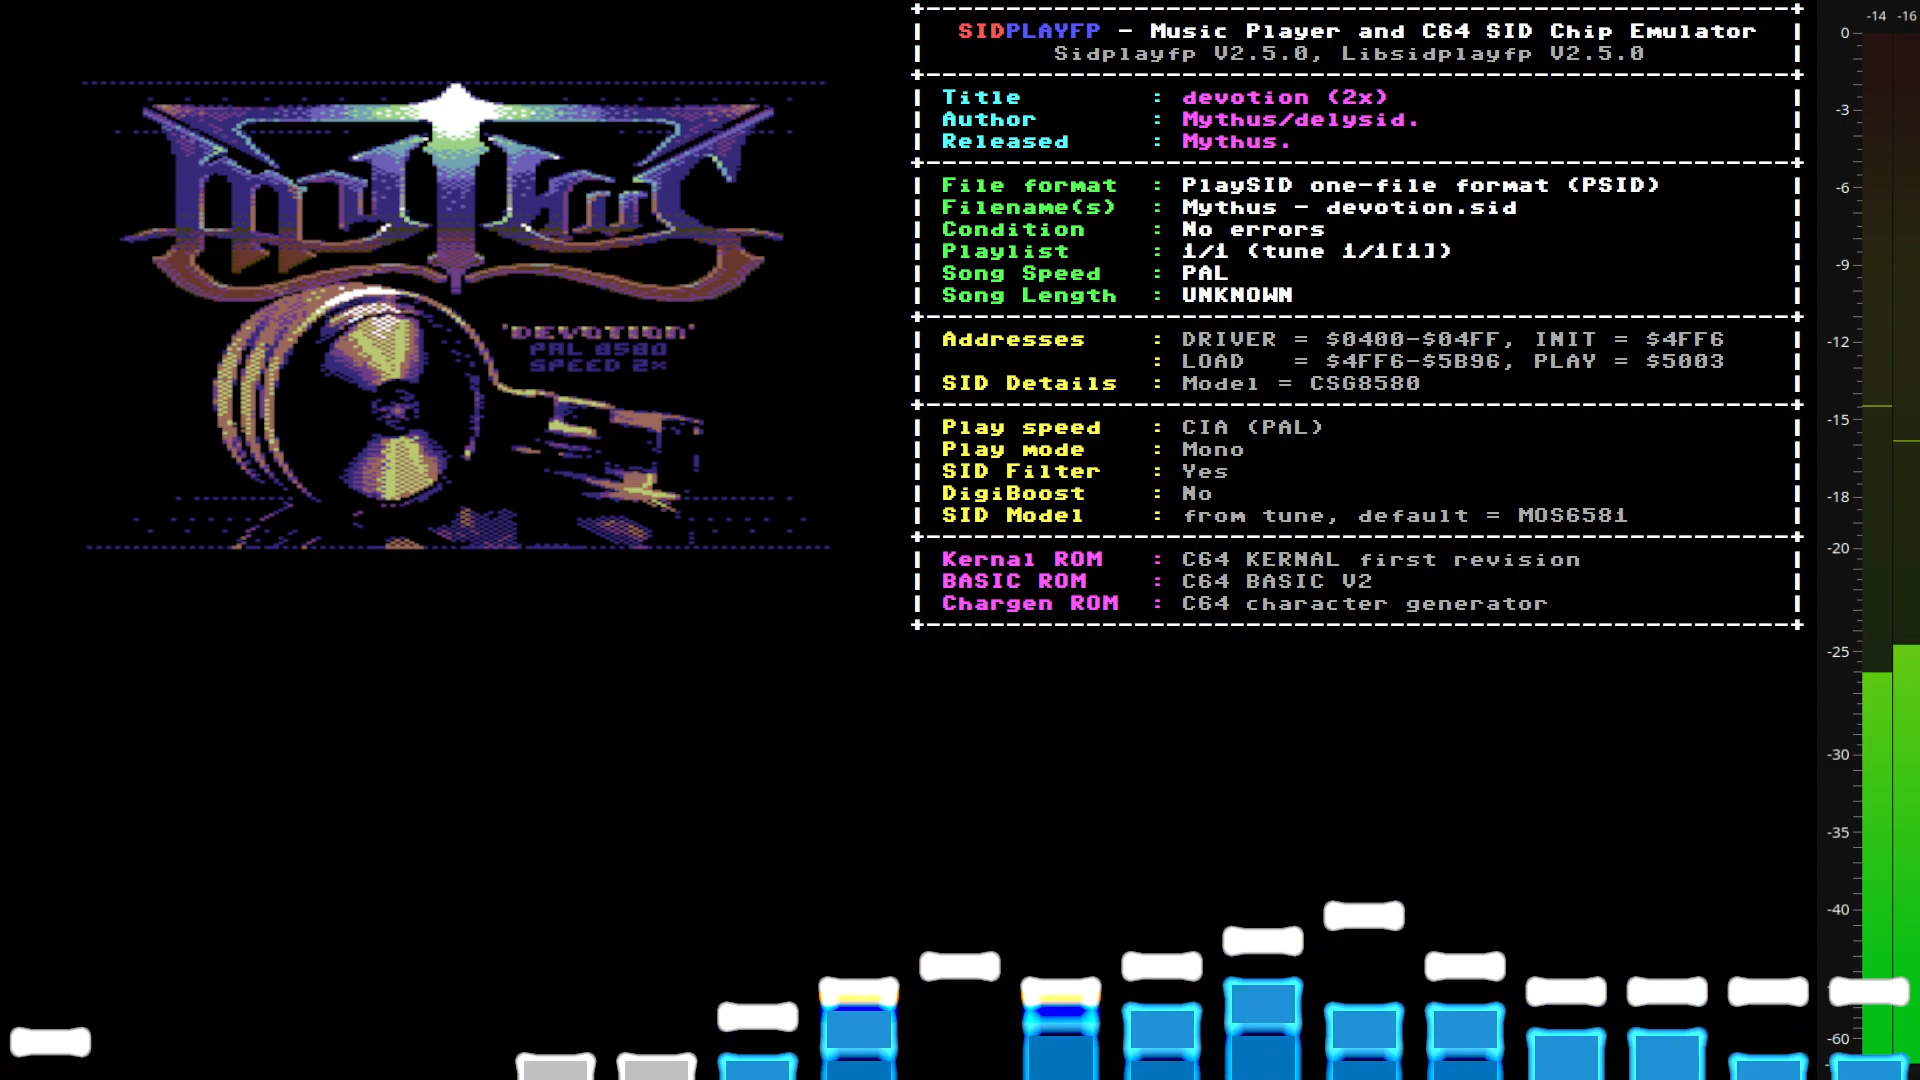 Mythus
'DEVOTION'
PAL 8580
SPEED 2×
SIDPLAYFP - Music Player and C64 SID Chip Emulator
Sidplayfp V2.5.0, Libsidplayfp V2.5.0
Title : devotion (2x)
Author : Mythus/delysid.
Released : Mythus.
File format : PlaySID one-file format (PSID)
Filename(s) : Mythus - devotion.sid
Condition : No errors
Playlist : 1/1 (tune 1/1[1])
Song Speed : PAL
Song Length : UNKNOWN
Addresses : DRIVER = $0400-$04FF, INIT = $4FF6
: LOAD = $4FF6-$5B96, PLAY = $5003
SID Details : Model = CSG8580
Play speed : CIA (PAL)
Play mode : Mono
SID Filter : Yes
DigiBoost : No
SID Model : from tune, default = MOS6581
Kernal ROM : C64 KERNAL first revision
BASIC ROM : C64 BASIC V2
Chargen ROM : C64 character generator
-14 -16
0
-3
-6
-9
-12
-15
-18
-20
-25
-30
-35
-40
-60